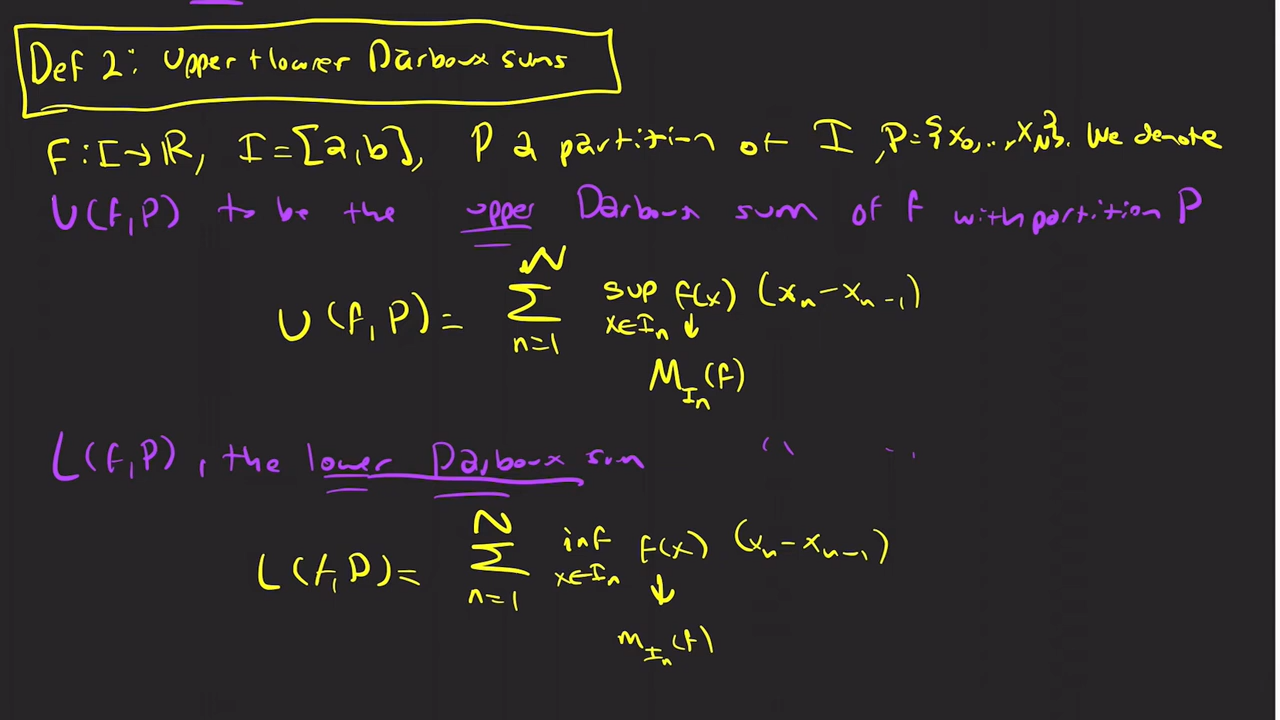 Def 2: Upper + lower Darboux sums
F: I → ℝ, I = [a,b], P a partition of I, P = {x₀, .., x_N}. We denote
U(f,P) to be the upper Darboux sum of f with partition P
U(f,P) = ∑_{n=1}^{N} sup_{x∈I_n} f(x) (x_n - x_{n-1})
↓
M_{I_n}(f)
L(f,P), the lower Darboux sum " "
L(f,P) = ∑_{n=1}^{N} inf_{x∈I_n} f(x) (x_n - x_{n-1})
↓
m_{I_n}(f)